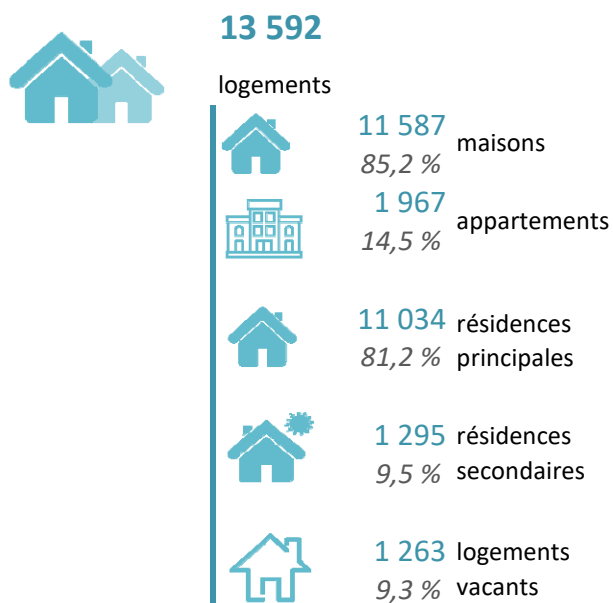 13 592
logements
11 587
85,2 %
maisons
1 967
14,5 %
appartements
11 034 résidences
81,2 % principales
1 295 résidences
9,5 % secondaires
1 263 logements
9,3 % vacants